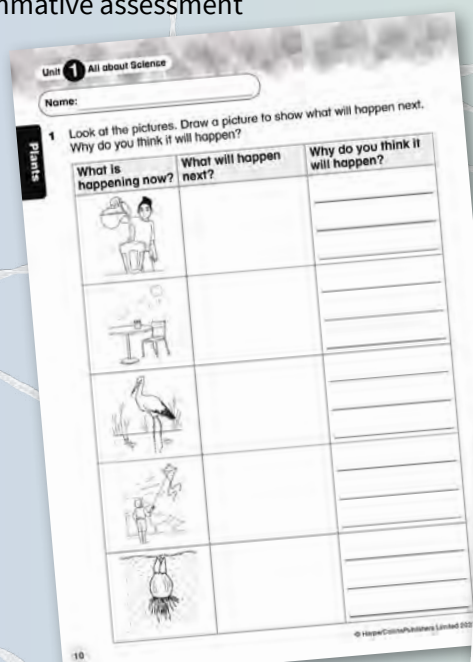 mmative assessment
Unit 1 All about Science
Name:
Plants
1 Look at the pictures. Draw a picture to show what will happen next.
Why do you think it will happen?
What is happening now?
What will happen next?
Why do you think it will happen?
10
© HarperCollinsPublishers Limited